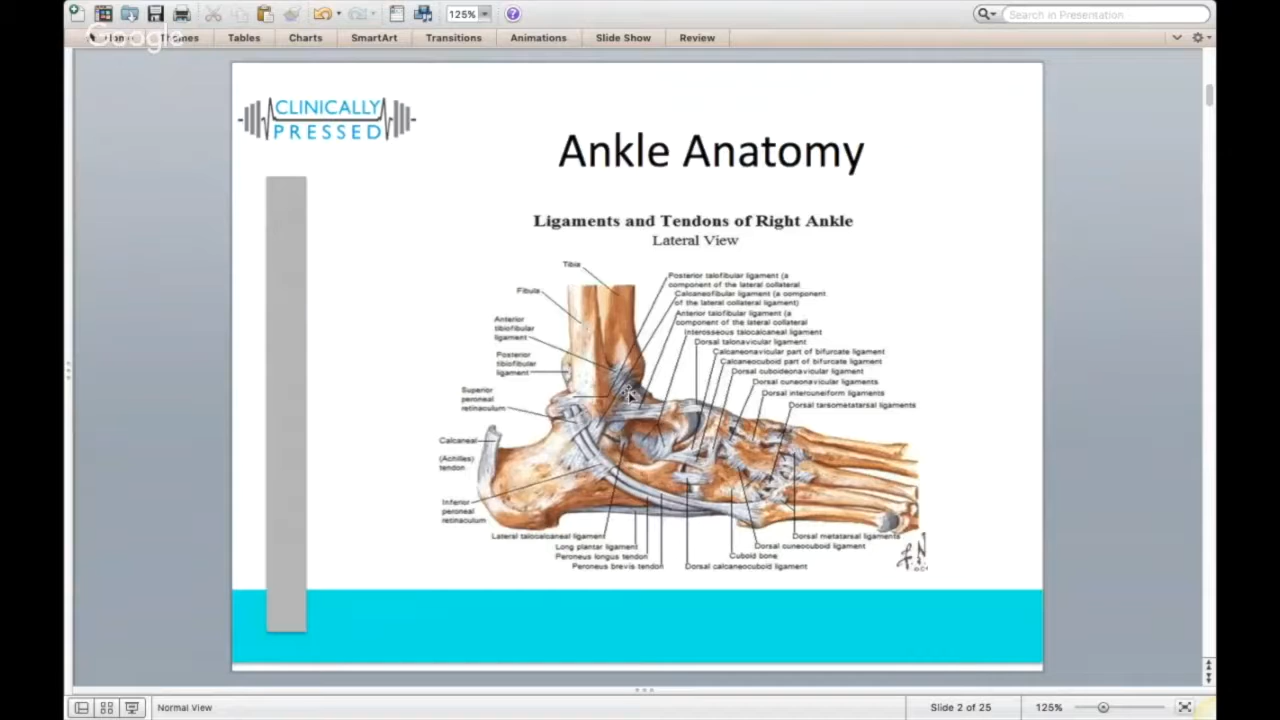 125%
Search in Presentation
Google
Themes
Tables
Charts
SmartArt
Transitions
Animations
Slide Show
Review
CLINICALLY
PRESSED
Ankle Anatomy
Ligaments and Tendons of Right Ankle
Lateral View
Tibia
Fibula
Anterior
tibiofibular
ligament
Posterior
tibiofibular
ligament
Superior
peroneal
retinaculum
Calcaneal
(Achilles)
tendon
Inferior
peroneal
retinaculum
Posterior talofibular ligament (a
component of the lateral collateral
Calcaneofibular ligament (a component
of the lateral collateral ligament)
Anterior talofibular ligament (a
component of the lateral collateral
Interosseous talocalcaneal ligament
Dorsal talonavicular ligament
Calcaneonavicular part of bifurcate ligament
Calcaneocuboid part of bifurcate ligament
Dorsal cuboideonavicular ligament
Dorsal cuneonavicular ligaments
Dorsal intercuneiform ligaments
Dorsal tarsometatarsal ligaments
Lateral talocalcaneal ligament
Long plantar ligament
Peroneus longus tendon
Peroneus brevis tendon
Dorsal metatarsal ligaments
Dorsal cuneocuboid ligament
Cuboid bone
Dorsal calcaneocuboid ligament
Normal View
Slide 2 of 25
125%